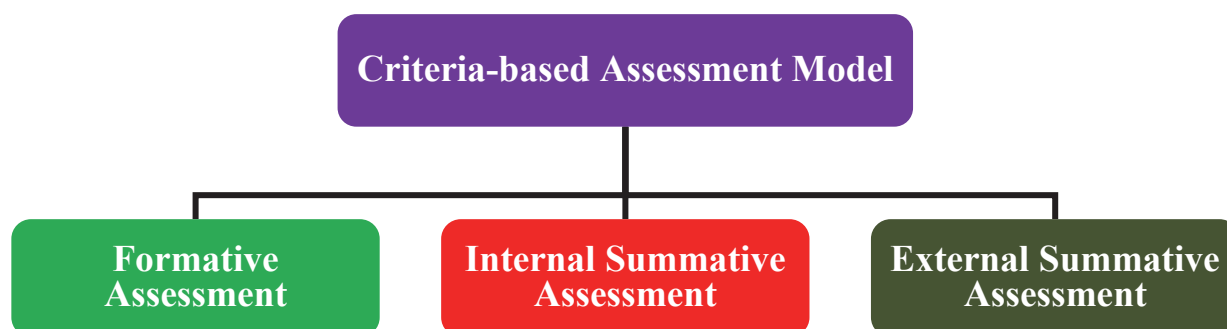 Criteria-based Assessment Model
Formative
Assessment
Internal Summative
Assessment
External Summative
Assessment